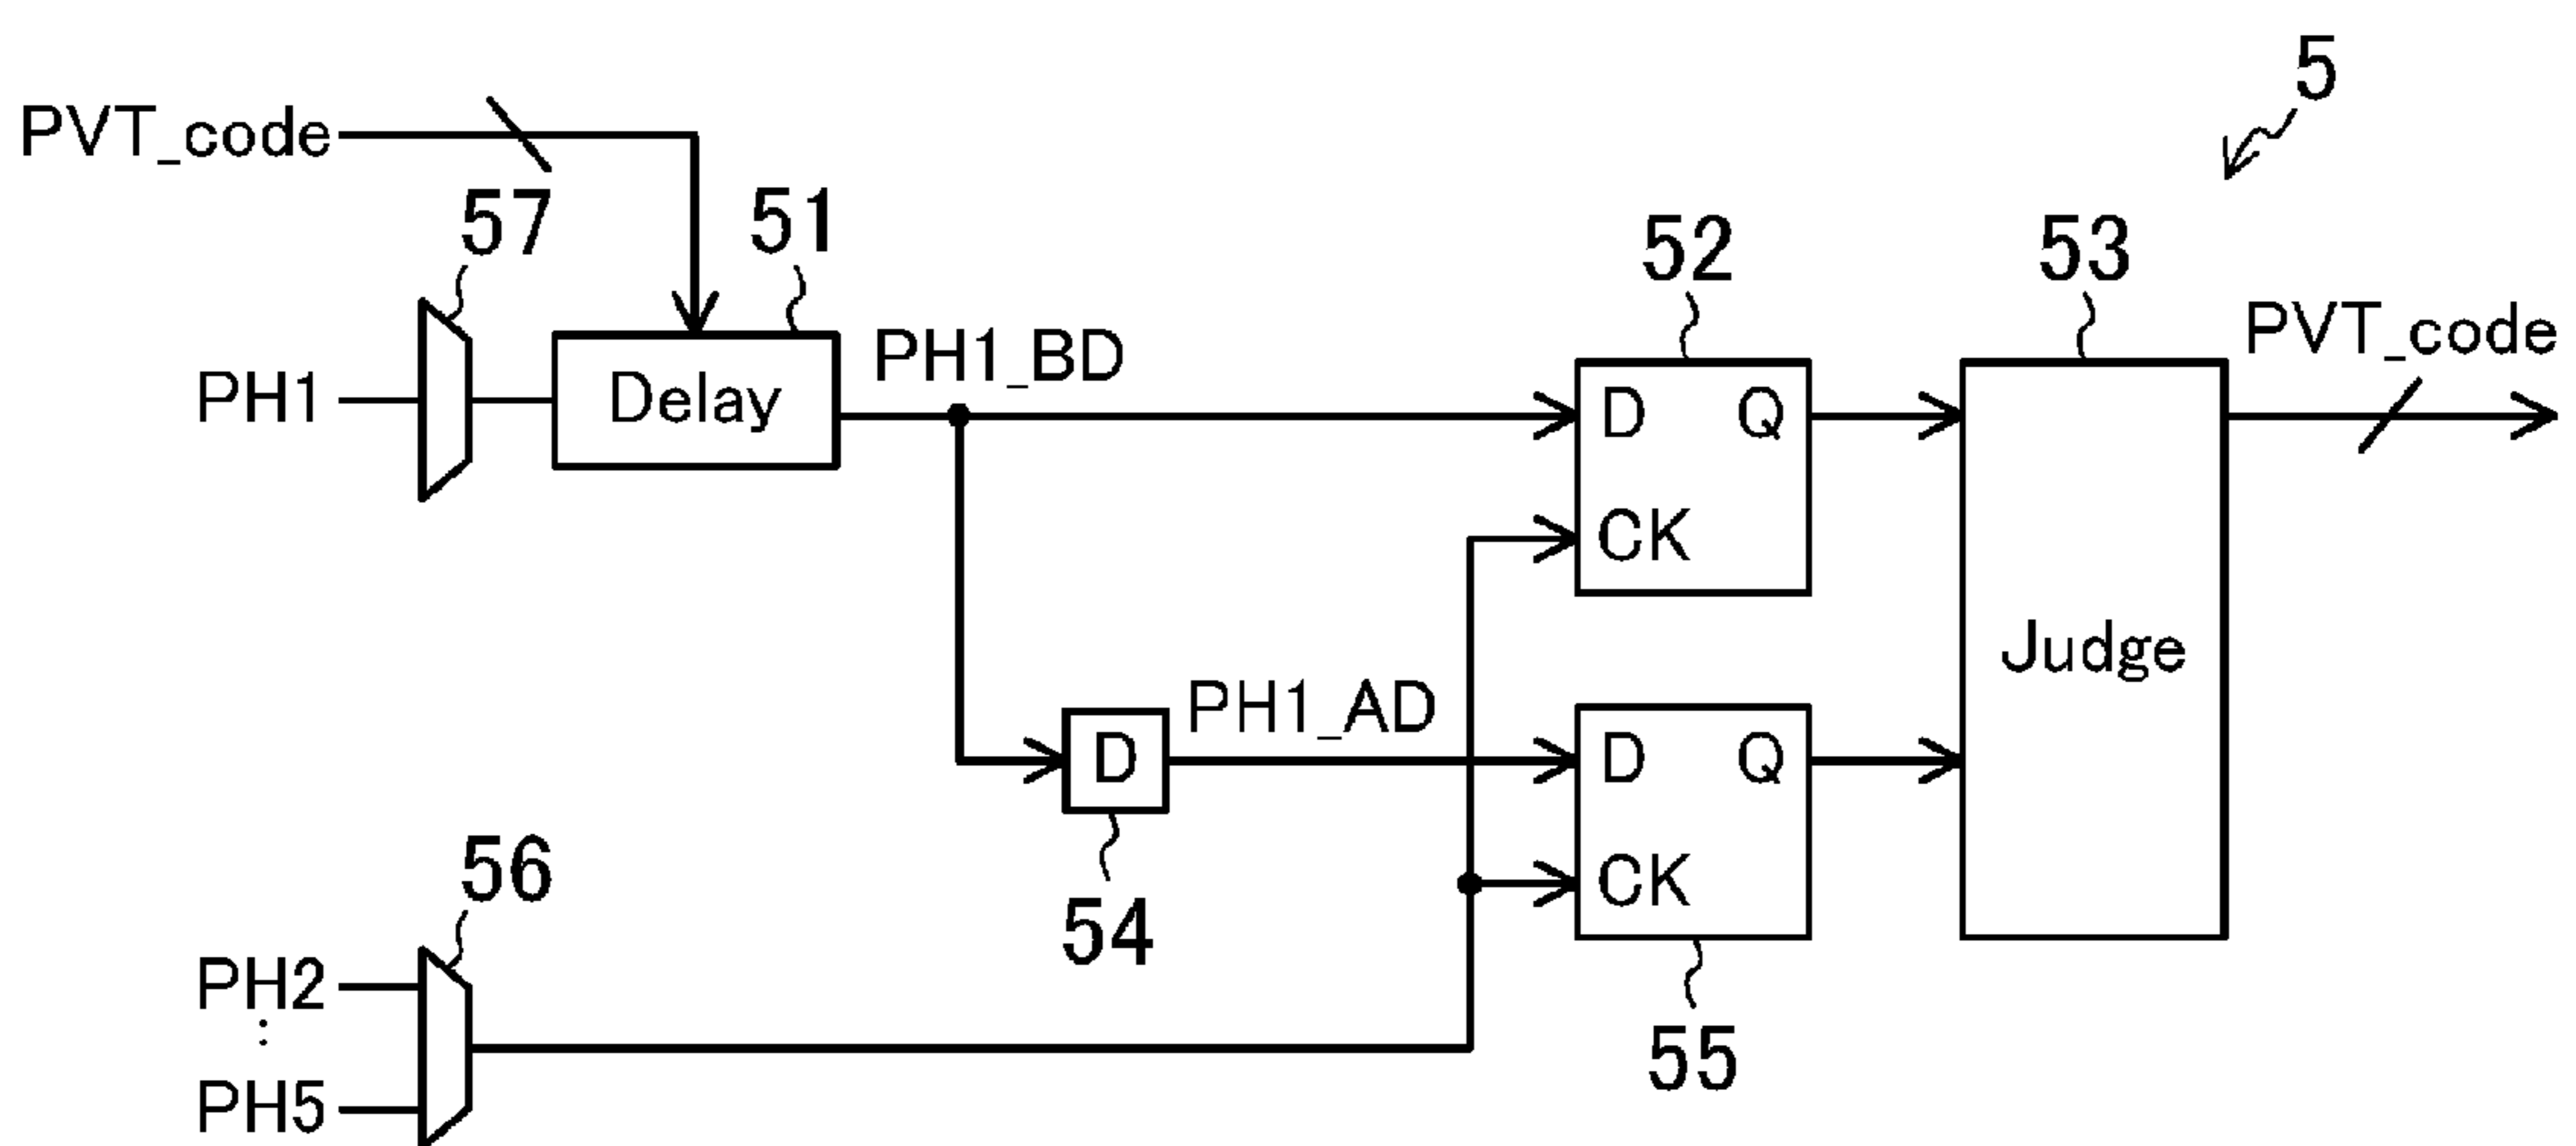 5
PVT_code
57
51
52
53
PVT_code
PH1
Delay
PH1_BD
D
Q
CK
Judge
PH1_AD
D
D
Q
CK
54
55
56
PH2
⋮
PH5